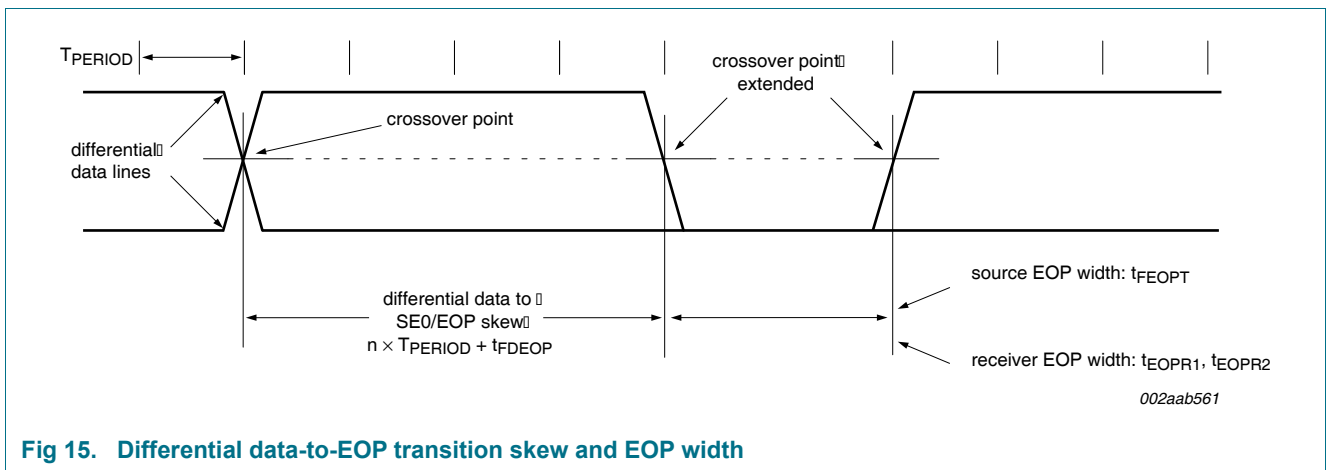 TPERIOD
crossover point▯
extended
crossover point
differential▯
data lines
source EOP width: tFEOPT
differential data to ▯
SE0/EOP skew▯
n × TPERIOD + tFDEOP
receiver EOP width: tEOPR1, tEOPR2
002aab561
Fig 15. Differential data-to-EOP transition skew and EOP width